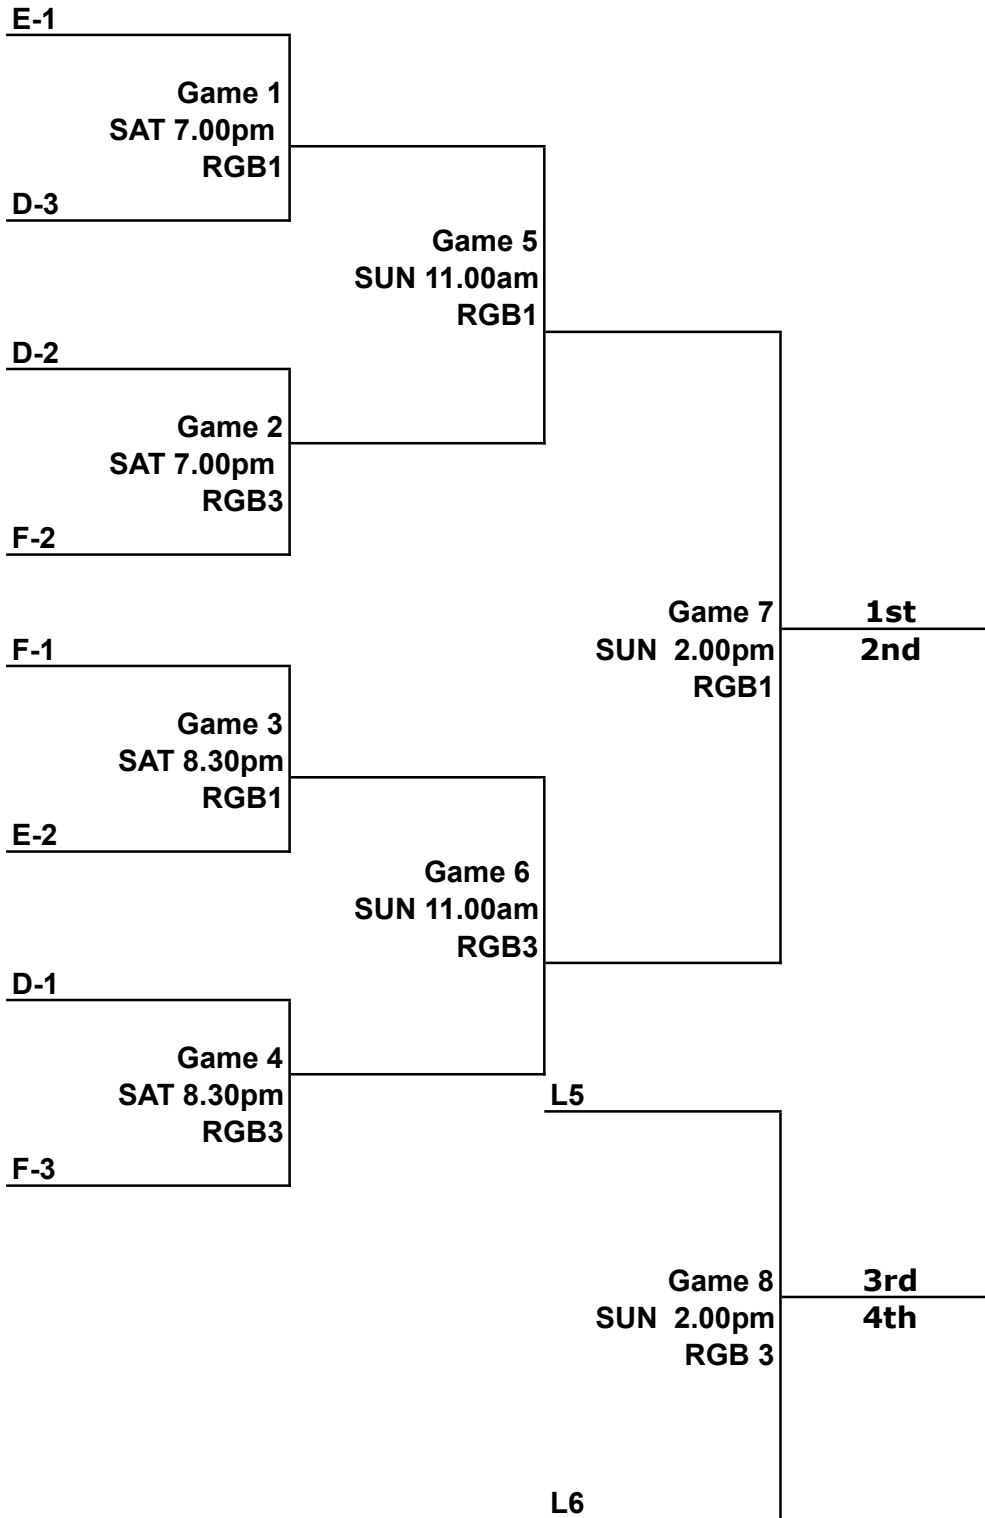 E-1
Game 1
SAT 7.00pm
RGB1
D-3
Game 5
SUN 11.00am
RGB1
D-2
Game 2
SAT 7.00pm
RGB3
F-2
Game 7
SUN  2.00pm
RGB1
1st
2nd
F-1
Game 3
SAT 8.30pm
RGB1
E-2
Game 6
SUN 11.00am
RGB3
D-1
Game 4
SAT 8.30pm
RGB3
F-3
L5
Game 8
SUN  2.00pm
RGB 3
3rd
4th
L6